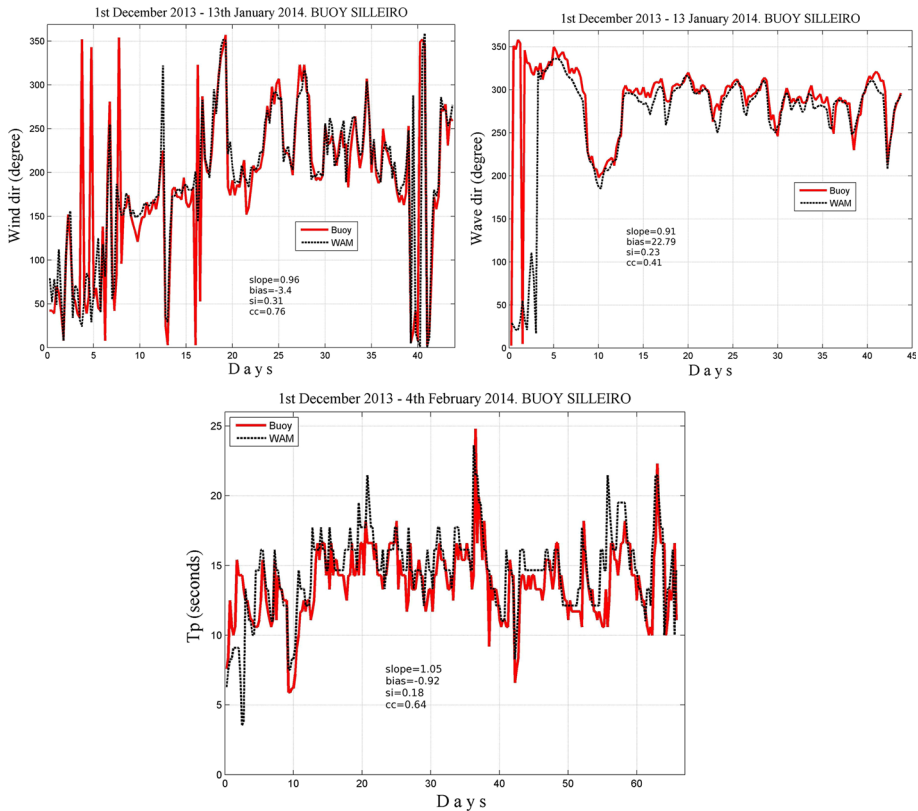 1st December 2013 - 13th January 2014. BUOY SILLEIRO
Wind dir (degree)
350
300
250
200
150
100
50
0
Buoy
WAM
slope=0.96
bias=-3.4
si=0.31
cc=0.76
0 5 10 15 20 25 30 35 40
Days
1st December 2013 - 13 January 2014. BUOY SILLEIRO
Wave dir (degree)
350
300
250
200
150
100
50
0
Buoy
WAM
slope=0.91
bias=22.79
si=0.23
cc=0.41
0 5 10 15 20 25 30 35 40 45
Days
1st December 2013 - 4th February 2014. BUOY SILLEIRO
Tp (seconds)
25
20
15
10
5
0
Buoy
WAM
slope=1.05
bias=-0.92
si=0.18
cc=0.64
0 10 20 30 40 50 60
Days